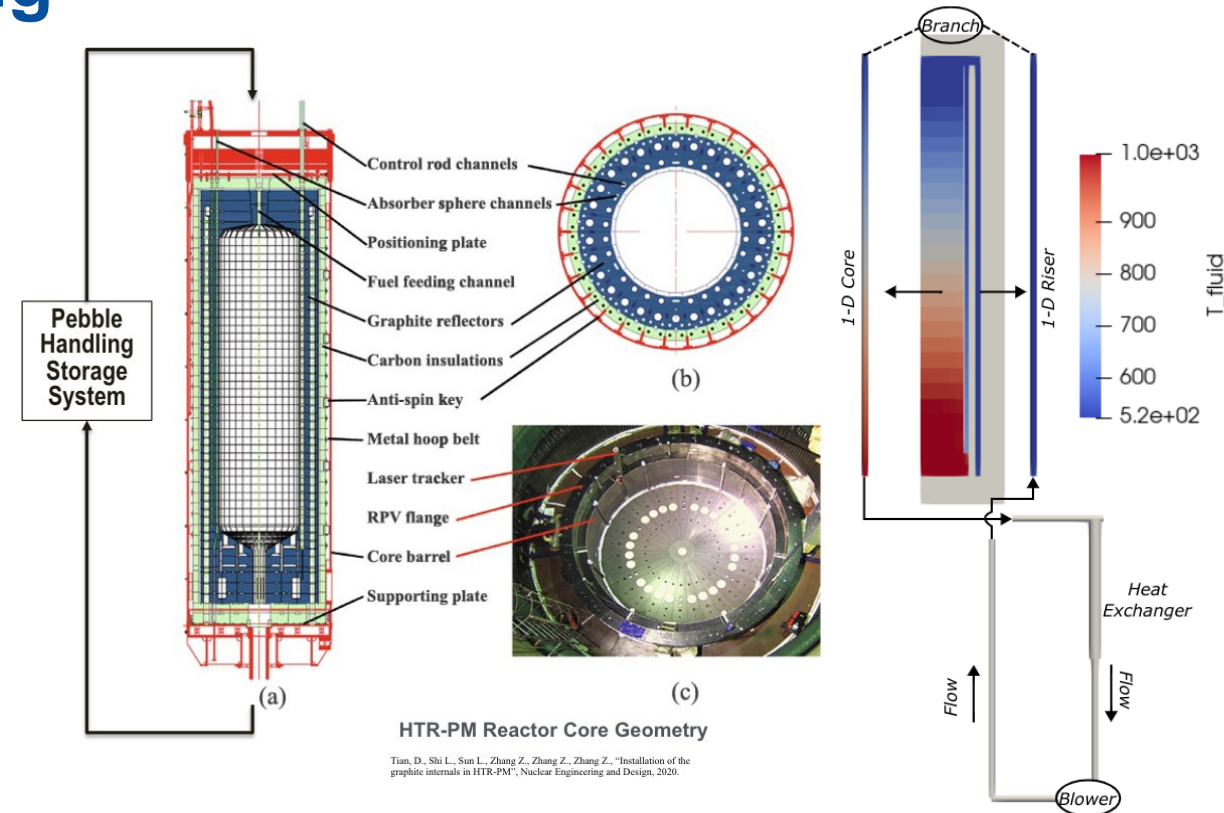 Pebble
Handling
Storage
System
Control rod channels
Absorber sphere channels
Positioning plate
Fuel feeding channel
Graphite reflectors
Carbon insulations
Anti-spin key
Metal hoop belt
Laser tracker
RPV flange
Core barrel
Supporting plate
(a)
(b)
(c)
HTR-PM Reactor Core Geometry
Tian, D., Shi L., Sun L., Zhang Z., Zhang Z., Zhang Z., “Installation of the
graphite internals in HTR-PM”, Nuclear Engineering and Design, 2020.
Branch
1-D Core
1-D Riser
1.0e+03
900
800
700
600
5.2e+02
T_fluid
Heat
Exchanger
Flow
Flow
Blower